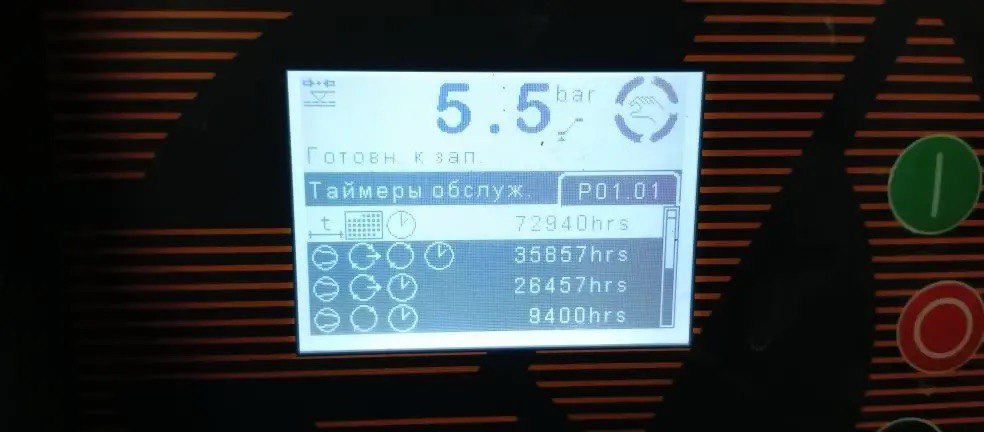 5.5 bar
Готовн. к зап.
Таймеры обслуж. P01.01
t 72940hrs
35857hrs
26457hrs
9400hrs